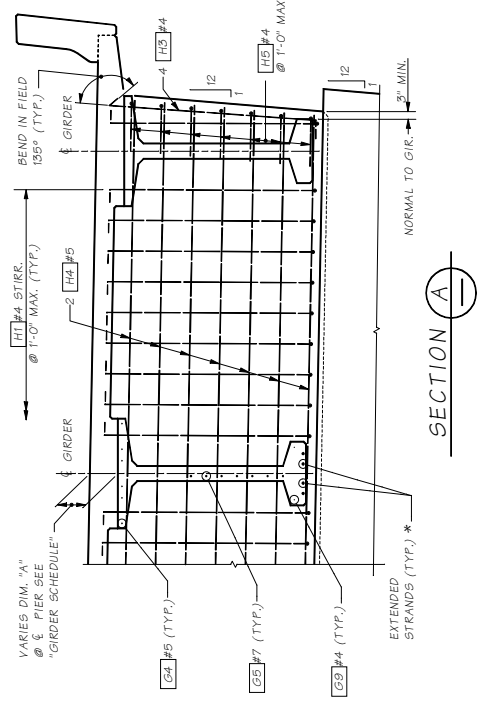 VARIES DIM. "A"
@ ℄ PIER SEE
"GIRDER SCHEDULE"
℄ GIRDER
H1 #4 STIRR.
@ 1'-0" MAX. (TYP.)
2 H4 #5
BEND IN FIELD
135° (TYP.)
℄ GIRDER
4 H3 #4
12
1
H5 #4
@ 1'-0" MAX
12
1
3" MIN.
NORMAL TO GIR.
G4 #5 (TYP.)
G5 #7 (TYP.)
G9 #4 (TYP.)
EXTENDED
STRANDS (TYP.) *
SECTION A